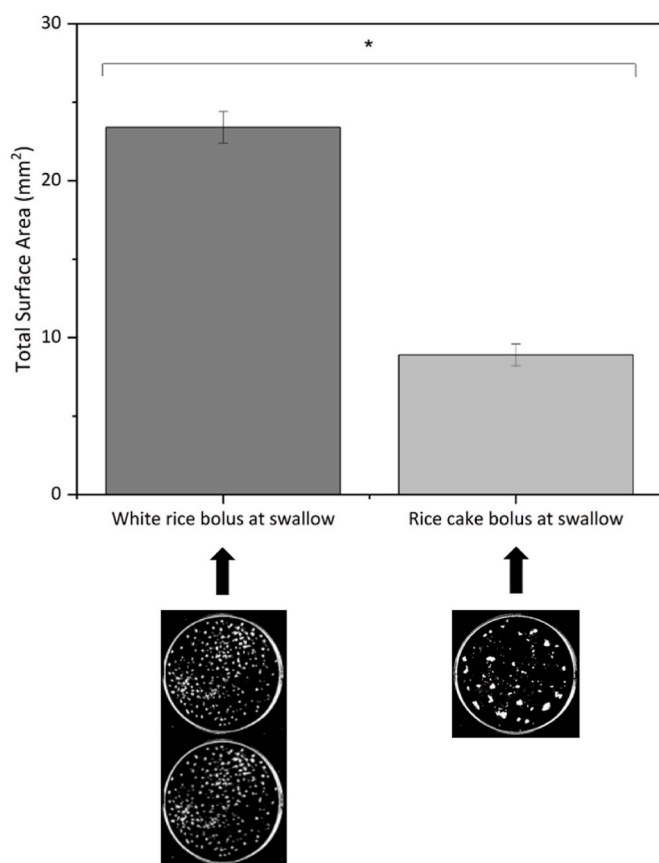 30
*
20
Total Surface Area (mm²)
10
0
White rice bolus at swallow
Rice cake bolus at swallow